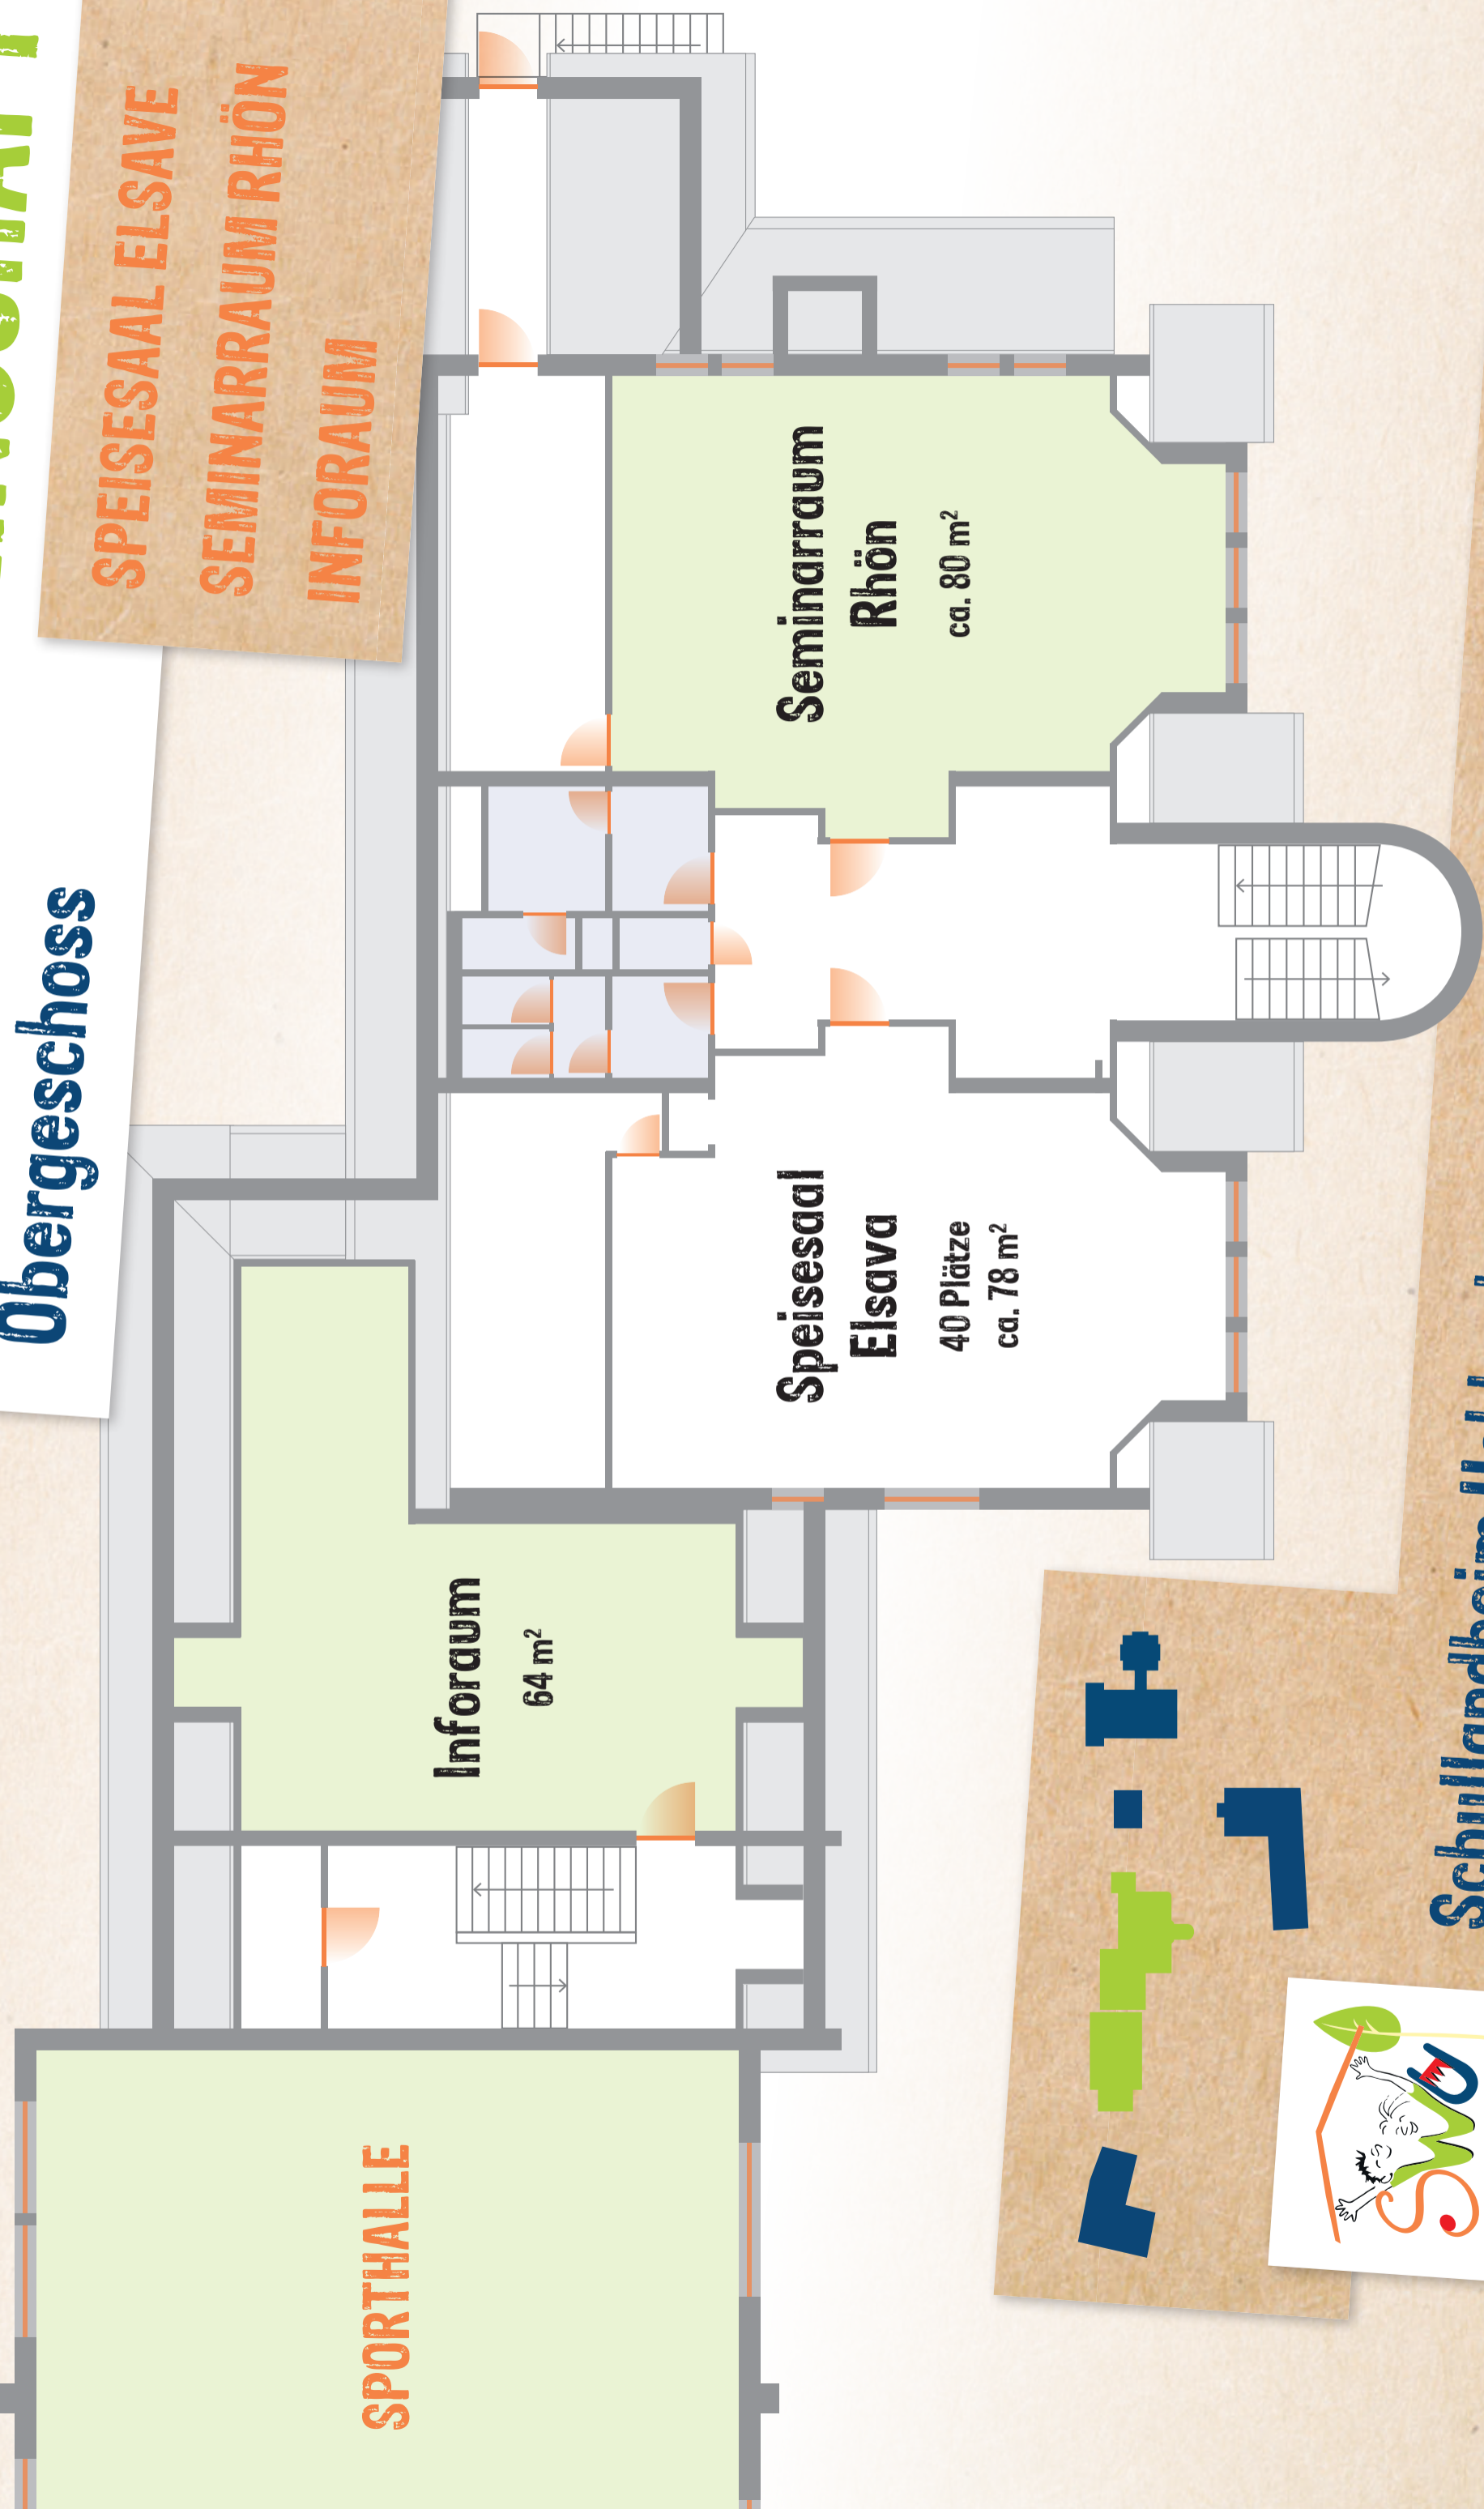 Obergeschoss
SPEISESAAL ELSAVE
SEMINARRAUM RHÖN
INFORAUM
SPORTHALLE
Inforaum
64 m²
Speisesaal
Elsava
40 Plätze
ca. 78 m²
Seminarraum
Rhön
ca. 80 m²
Schullandheim